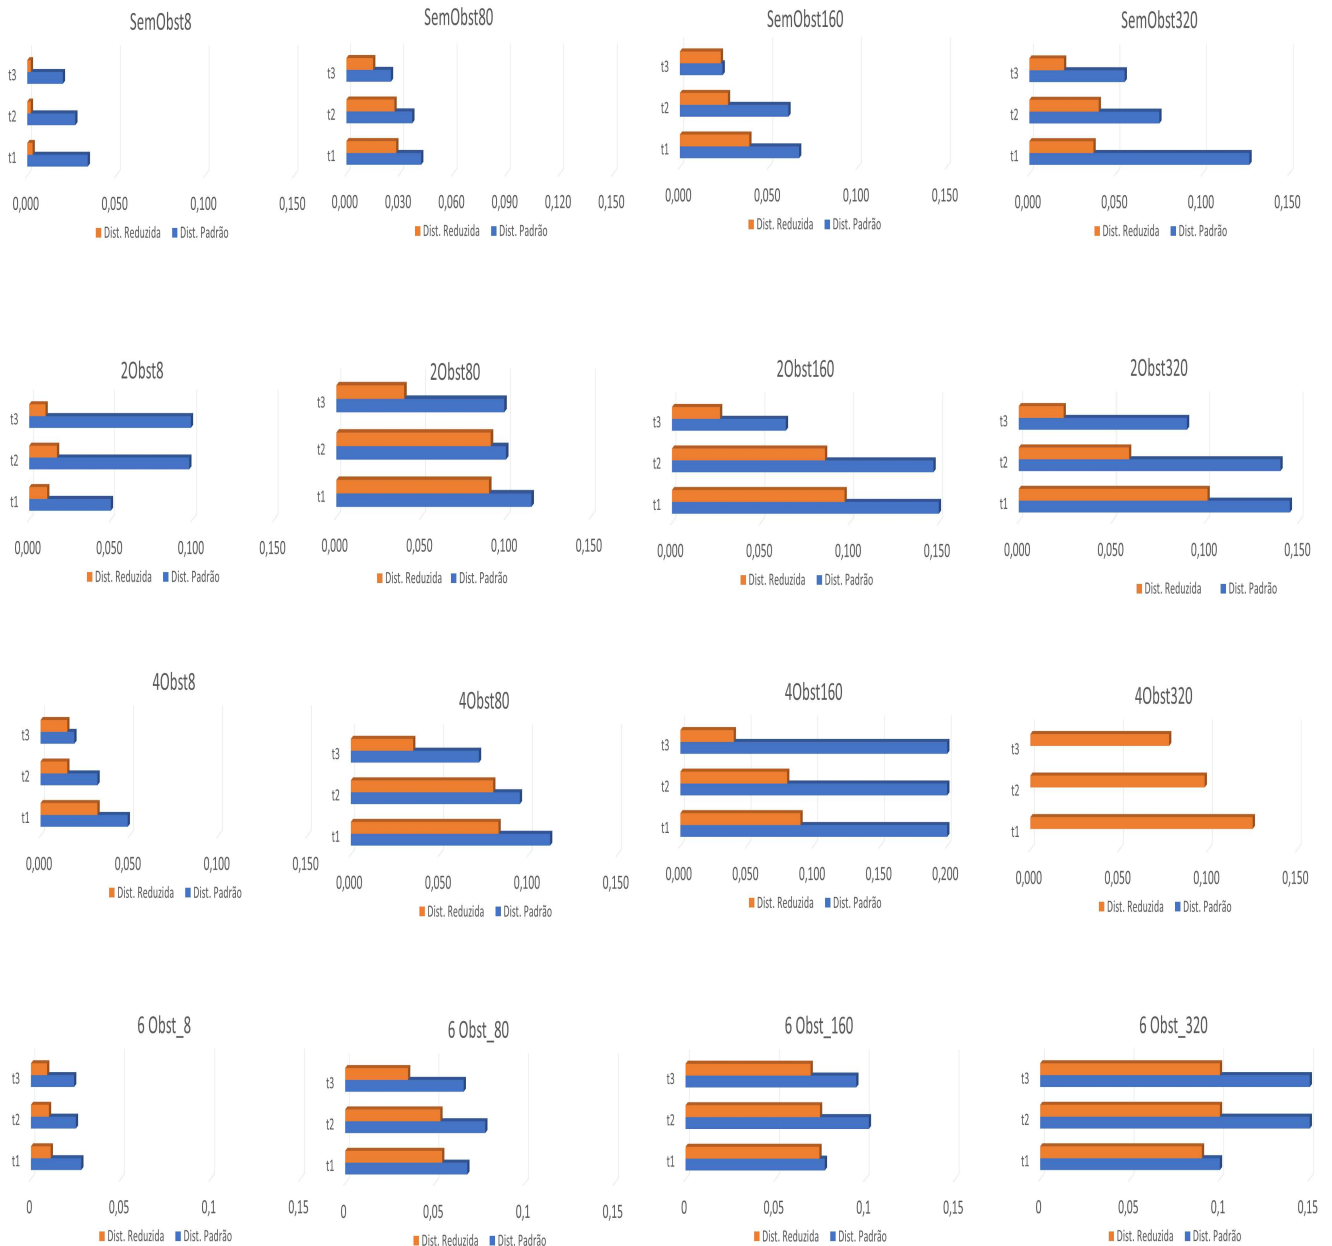 SemObst8
t3
t2
t1
0,000 0,050 0,100 0,150
Dist. Reduzida Dist. Padrão
SemObst80
t3
t2
t1
0,000 0,030 0,060 0,090 0,120 0,150
Dist. Reduzida Dist. Padrão
SemObst160
t3
t2
t1
0,000 0,050 0,100 0,150
Dist. Reduzida Dist. Padrão
SemObst320
t3
t2
t1
0,000 0,050 0,100 0,150
Dist. Reduzida Dist. Padrão
2Obst8
t3
t2
t1
0,000 0,050 0,100 0,150
Dist. Reduzida Dist. Padrão
2Obst80
t3
t2
t1
0,000 0,050 0,100 0,150
Dist. Reduzida Dist. Padrão
2Obst160
t3
t2
t1
0,000 0,050 0,100 0,150
Dist. Reduzida Dist. Padrão
2Obst320
t3
t2
t1
0,000 0,050 0,100 0,150
Dist. Reduzida Dist. Padrão
4Obst8
t3
t2
t1
0,000 0,050 0,100 0,150
Dist. Reduzida Dist. Padrão
4Obst80
t3
t2
t1
0,000 0,050 0,100 0,150
Dist. Reduzida Dist. Padrão
4Obst160
t3
t2
t1
0,000 0,050 0,100 0,150 0,200
Dist. Reduzida Dist. Padrão
4Obst320
t3
t2
t1
0,000 0,050 0,100 0,150
Dist. Reduzida Dist. Padrão
6 Obst_8
t3
t2
t1
0 0,05 0,1 0,15
Dist. Reduzida Dist. Padrão
6 Obst_80
t3
t2
t1
0 0,05 0,1 0,15
Dist. Reduzida Dist. Padrão
6 Obst_160
t3
t2
t1
0 0,05 0,1 0,15
Dist. Reduzida Dist. Padrão
6 Obst_320
t3
t2
t1
0 0,05 0,1 0,15
Dist. Reduzida Dist. Padrão